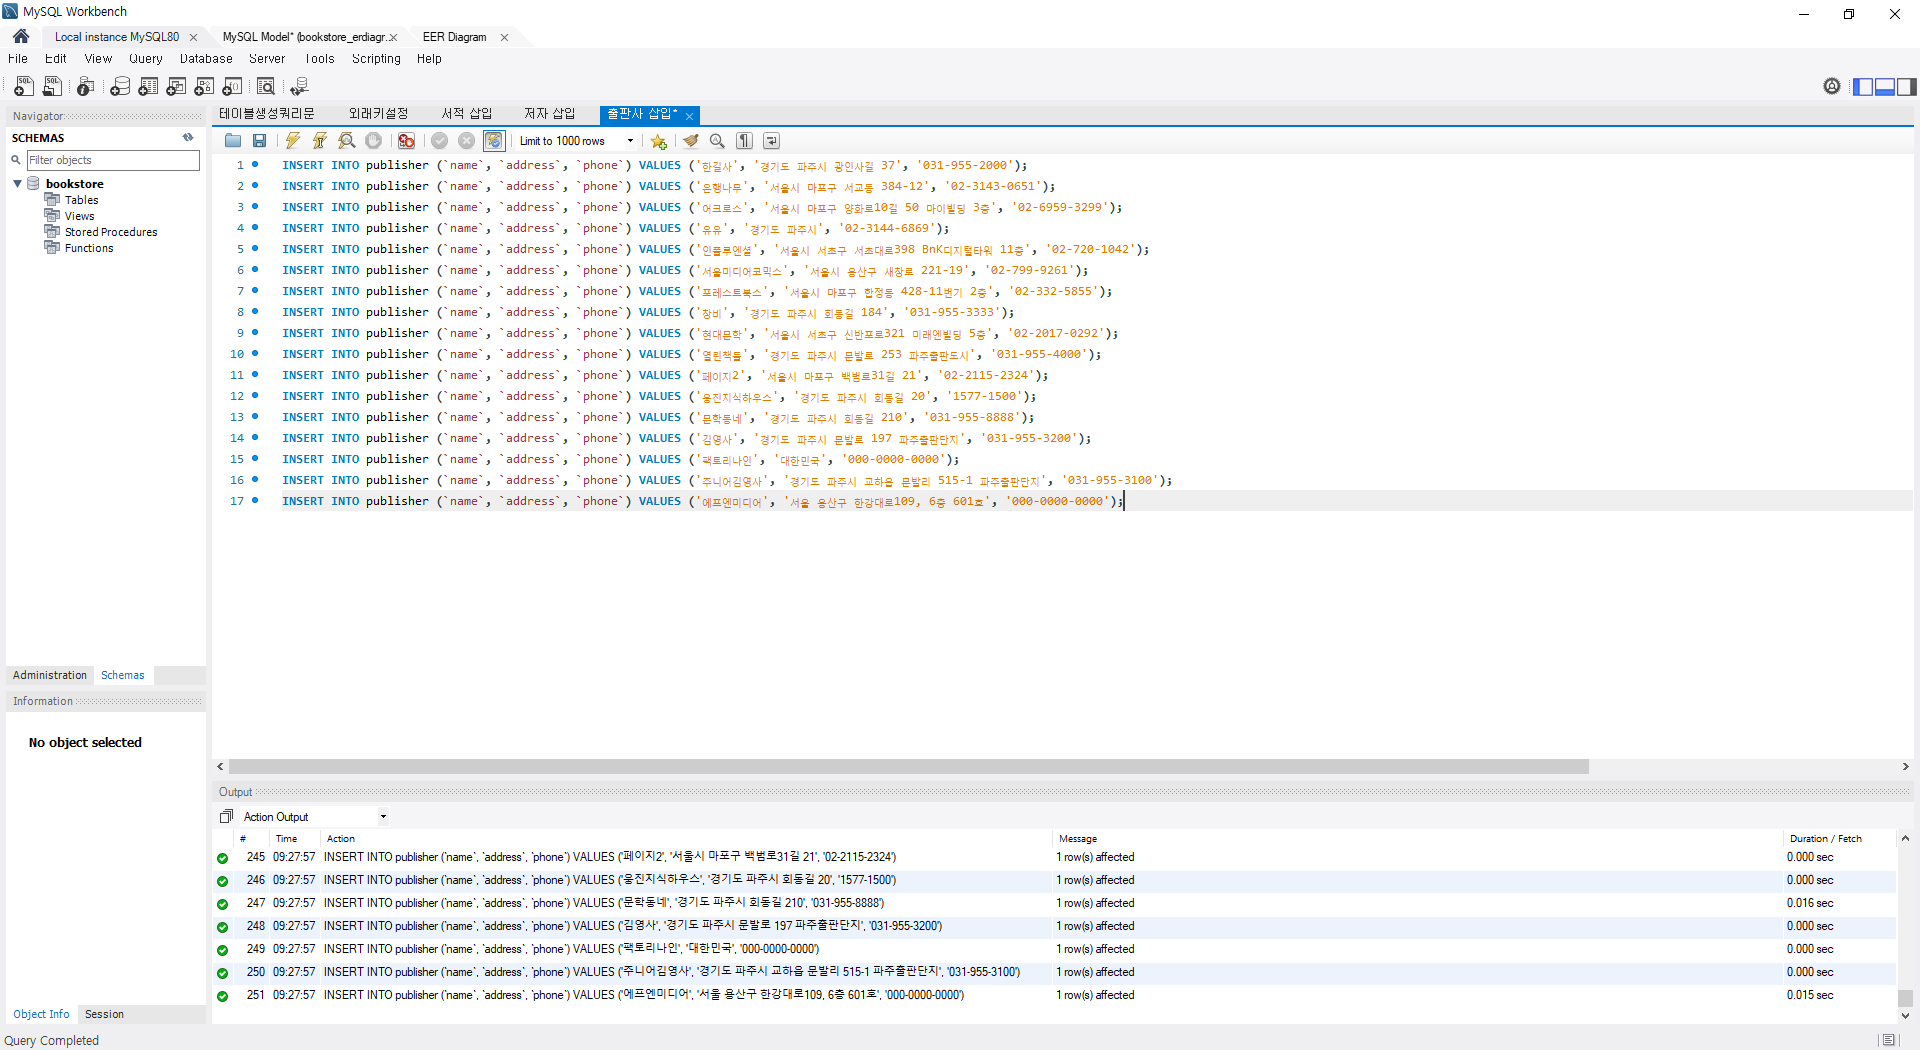 MySQL Workbench
Local instance MySQL80
MySQL Model* (bookstore_erdiagr...
EER Diagram
File Edit View Query Database Server Tools Scripting Help
Navigator
SCHEMAS
Filter objects
bookstore
Tables
Views
Stored Procedures
Functions
Administration Schemas
Information
No object selected
Object Info Session
테이블생성쿼리문 외래키설정 서적 삽입 저자 삽입 출판사 삽입*
Limit to 1000 rows
1 INSERT INTO publisher (`name`, `address`, `phone`) VALUES ('한길사', '경기도 파주시 광인사길 37', '031-955-2000');
2 INSERT INTO publisher (`name`, `address`, `phone`) VALUES ('은행나무', '서울시 마포구 서교동 384-12', '02-3143-0651');
3 INSERT INTO publisher (`name`, `address`, `phone`) VALUES ('어크로스', '서울시 마포구 양화로10길 50 마이빌딩 3층', '02-6959-3299');
4 INSERT INTO publisher (`name`, `address`, `phone`) VALUES ('유유', '경기도 파주시', '02-3144-6869');
5 INSERT INTO publisher (`name`, `address`, `phone`) VALUES ('인플루엔셜', '서울시 서초구 서초대로398 BnK디지털타워 11층', '02-720-1042');
6 INSERT INTO publisher (`name`, `address`, `phone`) VALUES ('서울미디어코믹스', '서울시 용산구 새창로 221-19', '02-799-9261');
7 INSERT INTO publisher (`name`, `address`, `phone`) VALUES ('포레스트북스', '서울시 마포구 합정동 428-11번기 2층', '02-332-5855');
8 INSERT INTO publisher (`name`, `address`, `phone`) VALUES ('창비', '경기도 파주시 회동길 184', '031-955-3333');
9 INSERT INTO publisher (`name`, `address`, `phone`) VALUES ('현대문학', '서울시 서초구 신반포로321 미래엔빌딩 5층', '02-2017-0292');
10 INSERT INTO publisher (`name`, `address`, `phone`) VALUES ('열린책들', '경기도 파주시 문발로 253 파주출판도시', '031-955-4000');
11 INSERT INTO publisher (`name`, `address`, `phone`) VALUES ('페이지2', '서울시 마포구 백범로31길 21', '02-2115-2324');
12 INSERT INTO publisher (`name`, `address`, `phone`) VALUES ('웅진지식하우스', '경기도 파주시 회동길 20', '1577-1500');
13 INSERT INTO publisher (`name`, `address`, `phone`) VALUES ('문학동네', '경기도 파주시 회동길 210', '031-955-8888');
14 INSERT INTO publisher (`name`, `address`, `phone`) VALUES ('김영사', '경기도 파주시 문발로 197 파주출판단지', '031-955-3200');
15 INSERT INTO publisher (`name`, `address`, `phone`) VALUES ('팩토리나인', '대한민국', '000-0000-0000');
16 INSERT INTO publisher (`name`, `address`, `phone`) VALUES ('주니어김영사', '경기도 파주시 교하읍 문발리 515-1 파주출판단지', '031-955-3100');
17 INSERT INTO publisher (`name`, `address`, `phone`) VALUES ('에프엔미디어', '서울 용산구 한강대로109, 6층 601호', '000-0000-0000');
Output
Action Output
# Time Action Message Duration / Fetch
245 09:27:57 INSERT INTO publisher (`name`, `address`, `phone`) VALUES ('페이지2', '서울시 마포구 백범로31길 21', '02-2115-2324') 1 row(s) affected 0.000 sec
246 09:27:57 INSERT INTO publisher (`name`, `address`, `phone`) VALUES ('웅진지식하우스', '경기도 파주시 회동길 20', '1577-1500') 1 row(s) affected 0.000 sec
247 09:27:57 INSERT INTO publisher (`name`, `address`, `phone`) VALUES ('문학동네', '경기도 파주시 회동길 210', '031-955-8888') 1 row(s) affected 0.016 sec
248 09:27:57 INSERT INTO publisher (`name`, `address`, `phone`) VALUES ('김영사', '경기도 파주시 문발로 197 파주출판단지', '031-955-3200') 1 row(s) affected 0.000 sec
249 09:27:57 INSERT INTO publisher (`name`, `address`, `phone`) VALUES ('팩토리나인', '대한민국', '000-0000-0000') 1 row(s) affected 0.000 sec
250 09:27:57 INSERT INTO publisher (`name`, `address`, `phone`) VALUES ('주니어김영사', '경기도 파주시 교하읍 문발리 515-1 파주출판단지', '031-955-3100') 1 row(s) affected 0.000 sec
251 09:27:57 INSERT INTO publisher (`name`, `address`, `phone`) VALUES ('에프엔미디어', '서울 용산구 한강대로109, 6층 601호', '000-0000-0000') 1 row(s) affected 0.015 sec
Query Completed